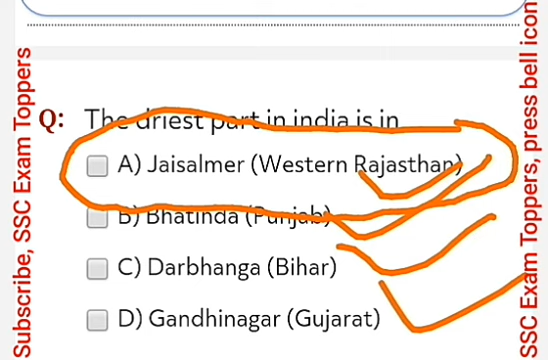 Subscribe, SSC Exam Toppers
Q: The driest part in india is in
A) Jaisalmer (Western Rajasthan)
B) Bhatinda (Punjab)
C) Darbhanga (Bihar)
D) Gandhinagar (Gujarat)
SSC Exam Toppers, press bell icon